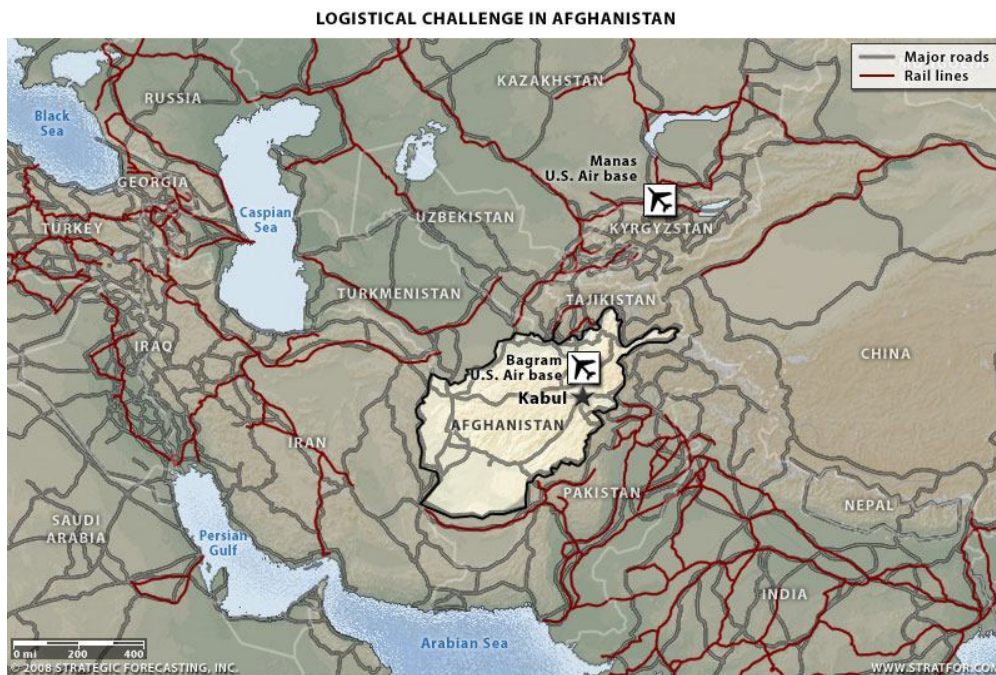 LOGISTICAL CHALLENGE IN AFGHANISTAN
Major roads
Rail lines
KAZAKHSTAN
RUSSIA
Black
Sea
Manas
U.S. Air base
GEORGIA
Caspian
Sea
UZBEKISTAN
TURKEY
KYRGYZSTAN
TURKMENISTAN
TAJIKISTAN
IRAQ
CHINA
Bagram
U.S. Air base
Kabul
AFGHANISTAN
IRAN
PAKISTAN
NEPAL
SAUDI
ARABIA
Persian
Gulf
INDIA
Arabian Sea
0 mi 200 400
© 2008 STRATEGIC FORECASTING, INC.
WWW.STRATFOR.COM